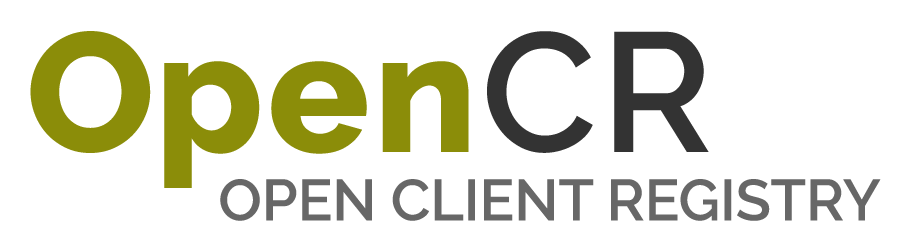 OpenCR
OPEN CLIENT REGISTRY